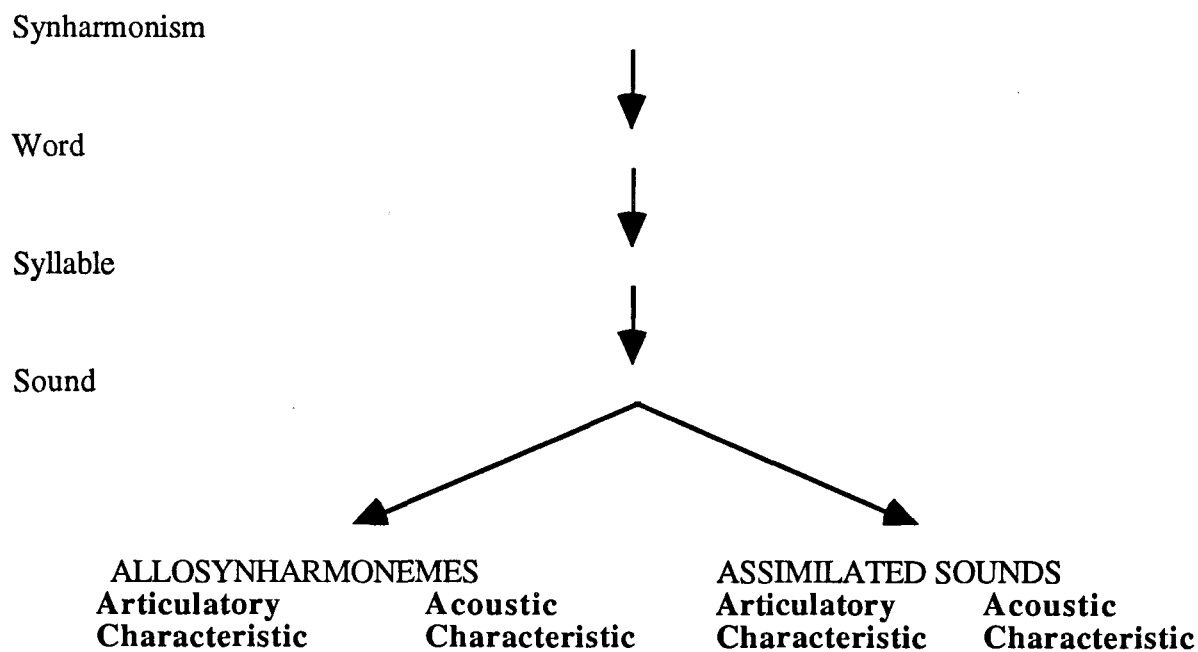 Synharmonism
Word
Syllable
Sound
ALLOSYNHARMONEMES ASSIMILATED SOUNDS
Articulatory Acoustic Articulatory Acoustic
Characteristic Characteristic Characteristic Characteristic